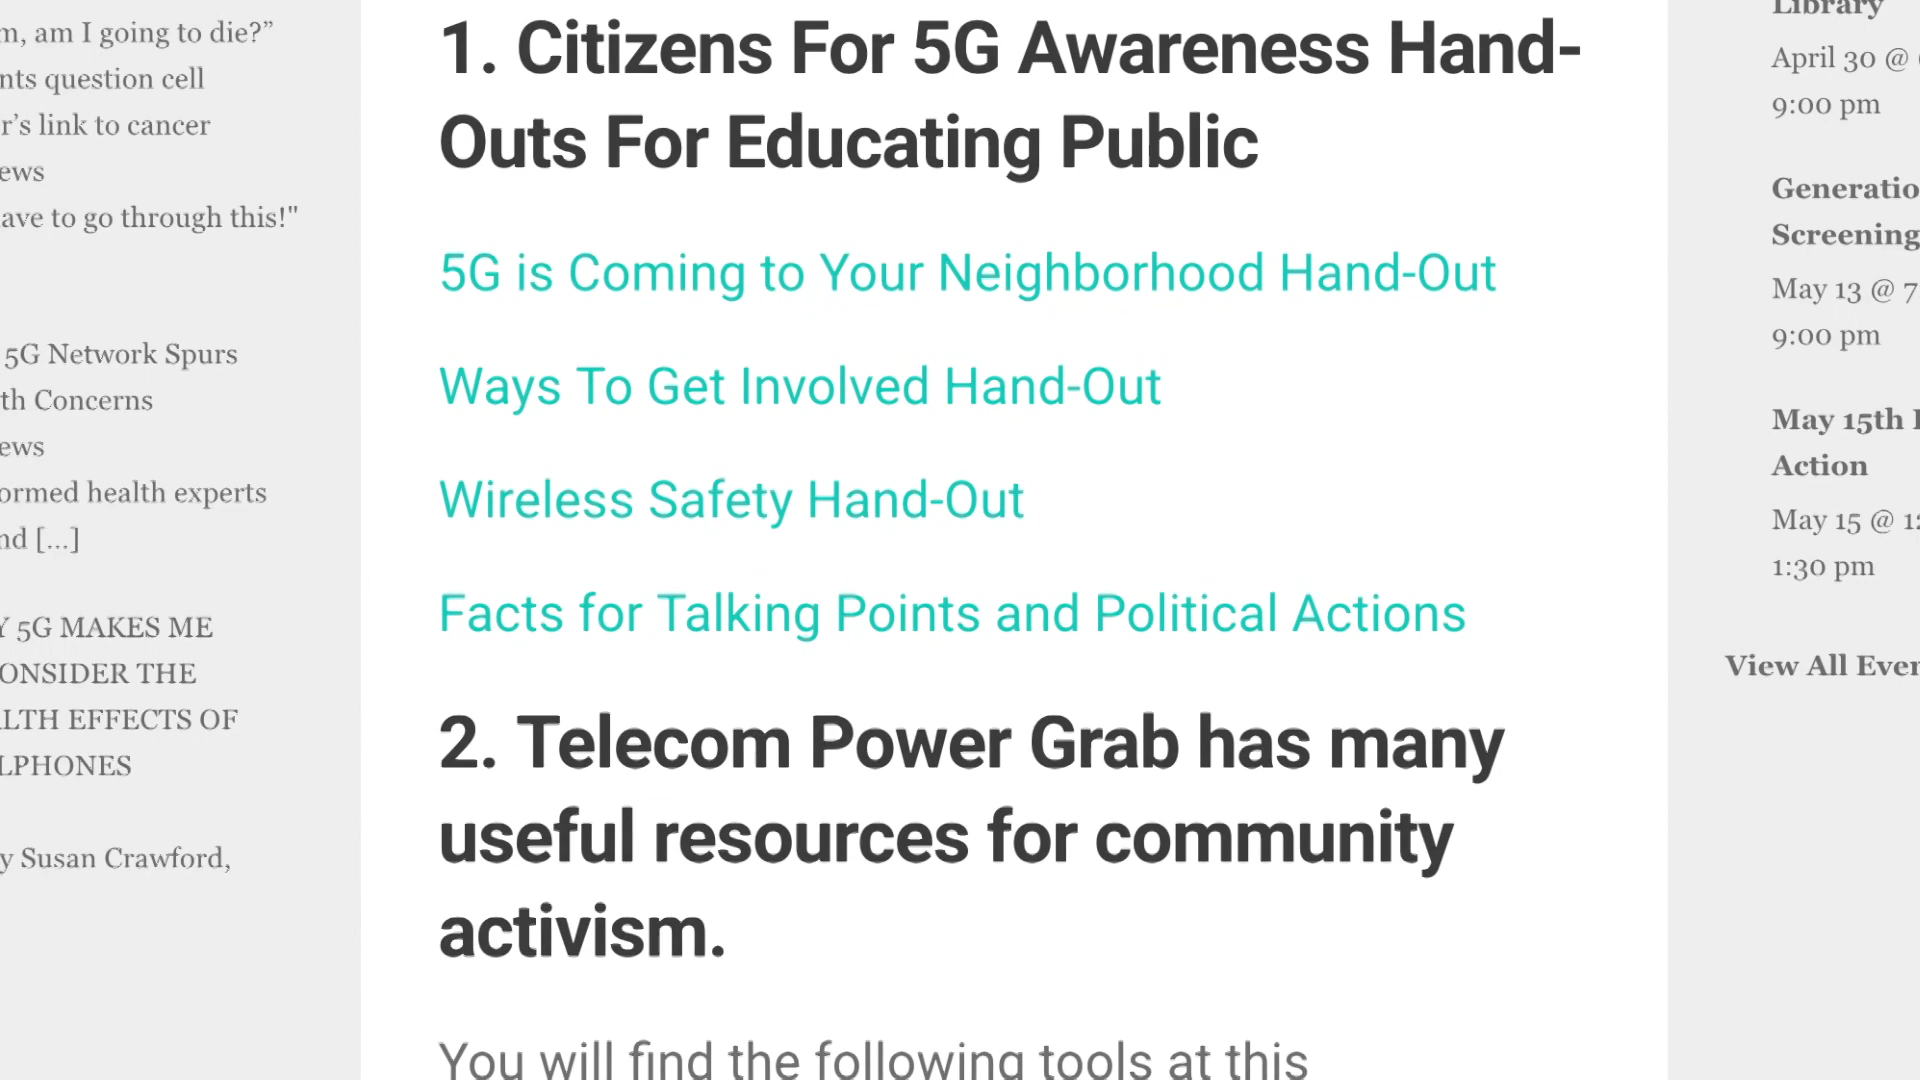 m, am I going to die?”
nts question cell
r’s link to cancer
ews
ave to go through this!"
5G Network Spurs
th Concerns
ews
ormed health experts
nd [...]
Y 5G MAKES ME
ONSIDER THE
LTH EFFECTS OF
LPHONES
y Susan Crawford,
1. Citizens For 5G Awareness Hand-
Outs For Educating Public
5G is Coming to Your Neighborhood Hand-Out
Ways To Get Involved Hand-Out
Wireless Safety Hand-Out
Facts for Talking Points and Political Actions
2. Telecom Power Grab has many
useful resources for community
activism.
You will find the following tools at this
Library
April 30 @
9:00 pm
Generatio
Screening
May 13 @ 7
9:00 pm
May 15th
Action
May 15 @ 12
1:30 pm
View All Even